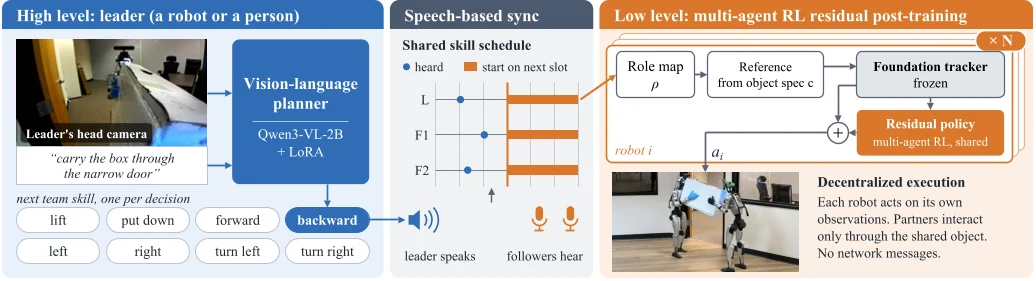 High level: leader (a robot or a person)
Leader's head camera
"carry the box through
the narrow door"
Vision-language
planner
Qwen3-VL-2B
+ LoRA
next team skill, one per decision
lift
put down
forward
backward
left
right
turn left
turn right
Speech-based sync
Shared skill schedule
heard
start on next slot
L
F1
F2
leader speaks
followers hear
Low level: multi-agent RL residual post-training
× N
Role map
ρ
Reference
from object spec c
Foundation tracker
frozen
+
Residual policy
multi-agent RL, shared
robot i
ai
Decentralized execution
Each robot acts on its own
observations. Partners interact
only through the shared object.
No network messages.